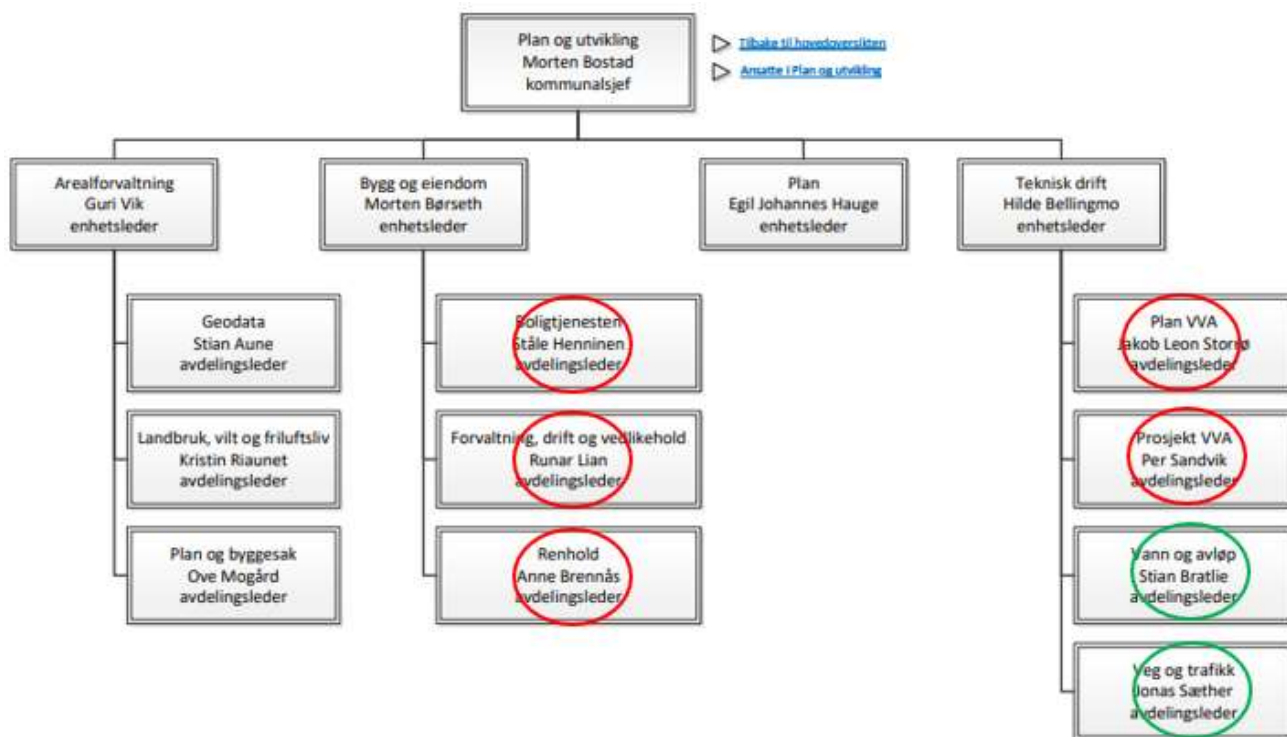 Plan og utvikling
Morten Bostad
kommunalsjef
Tilbake til hovedoversikten
Ansatte i Plan og utvikling
Arealforvaltning
Guri Vik
enhetsleder
Bygg og eiendom
Morten Børseth
enhetsleder
Plan
Egil Johannes Hauge
enhetsleder
Teknisk drift
Hilde Bellingmo
enhetsleder
Geodata
Stian Aune
avdelingsleder
Landbruk, vilt og friluftsliv
Kristin Riaunet
avdelingsleder
Plan og byggesak
Ove Mogård
avdelingsleder
Boligtjenesten
Ståle Henninen
avdelingsleder
Forvaltning, drift og vedlikehold
Runar Lian
avdelingsleder
Renhold
Anne Brennås
avdelingsleder
Plan VVA
Jakob Leon Storrø
avdelingsleder
Prosjekt VVA
Per Sandvik
avdelingsleder
Vann og avløp
Stian Bratlie
avdelingsleder
Veg og trafikk
Jonas Sæther
avdelingsleder